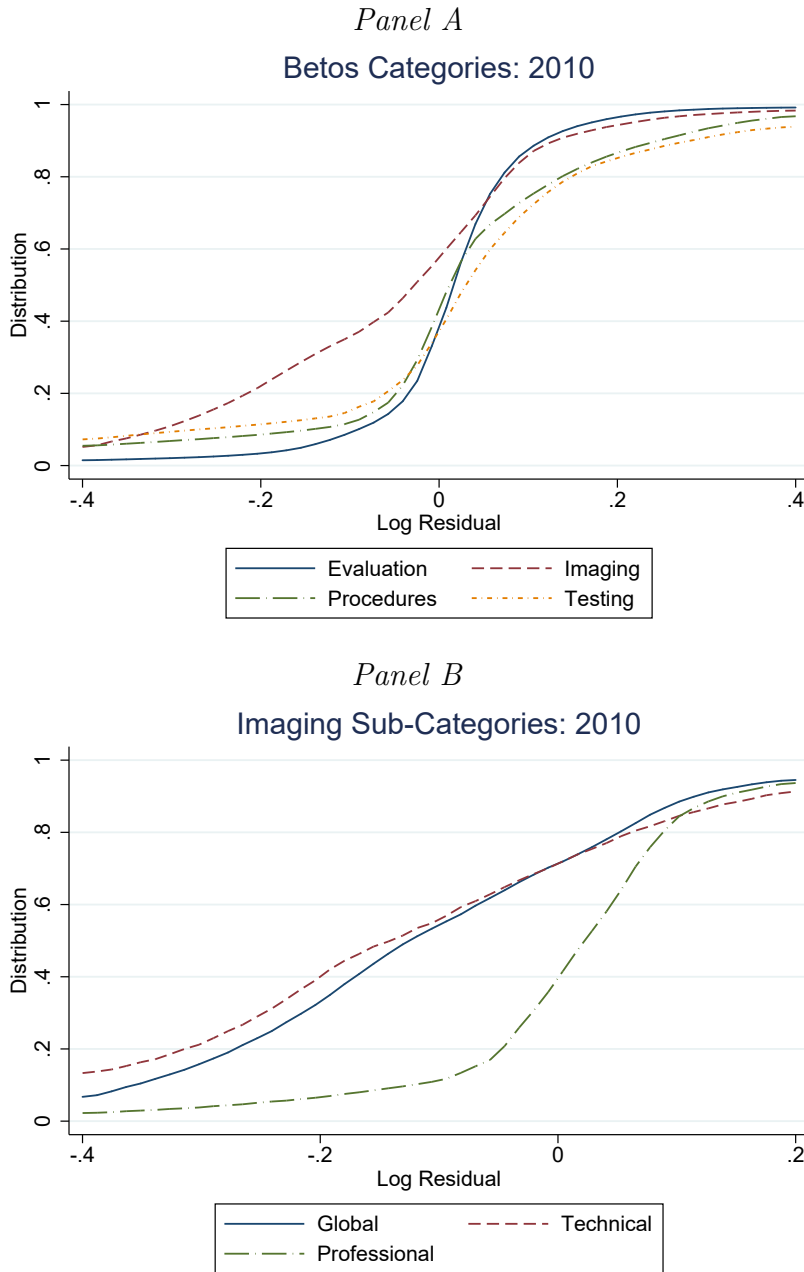 Panel A
Betos Categories: 2010
1
.8
.6
.4
.2
0
Distribution
-.4 -.2 0 .2 .4
Log Residual
Evaluation Imaging
Procedures Testing
Panel B
Imaging Sub-Categories: 2010
1
.8
.6
.4
.2
0
Distribution
-.4 -.2 0 .2
Log Residual
Global Technical
Professional